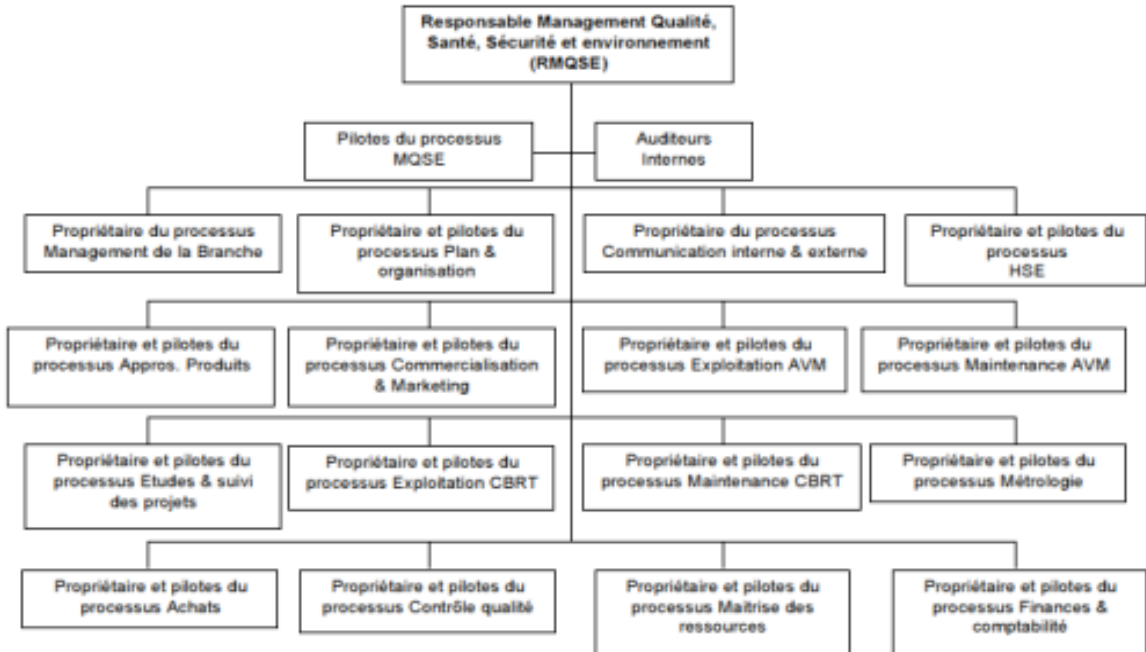 Responsable Management Qualité,
Santé, Sécurité et environnement
(RMQSE)
Pilotes du processus
MQSE
Auditeurs
Internes
Propriétaire du processus
Management de la Branche
Propriétaire et pilotes du
processus Plan &
organisation
Propriétaire du processus
Communication interne & externe
Propriétaire et pilotes du
processus
HSE
Propriétaire et pilotes du
processus Appros. Produits
Propriétaire et pilotes du
processus Commercialisation
& Marketing
Propriétaire et pilotes du
processus Exploitation AVM
Propriétaire et pilotes du
processus Maintenance AVM
Propriétaire et pilotes du
processus Etudes & suivi
des projets
Propriétaire et pilotes du
processus Exploitation CBRT
Propriétaire et pilotes du
processus Maintenance CBRT
Propriétaire et pilotes du
processus Métrologie
Propriétaire et pilotes du
processus Achats
Propriétaire et pilotes du
processus Contrôle qualité
Propriétaire et pilotes du
processus Maitrise des
ressources
Propriétaire et pilotes du
processus Finances &
comptabilité